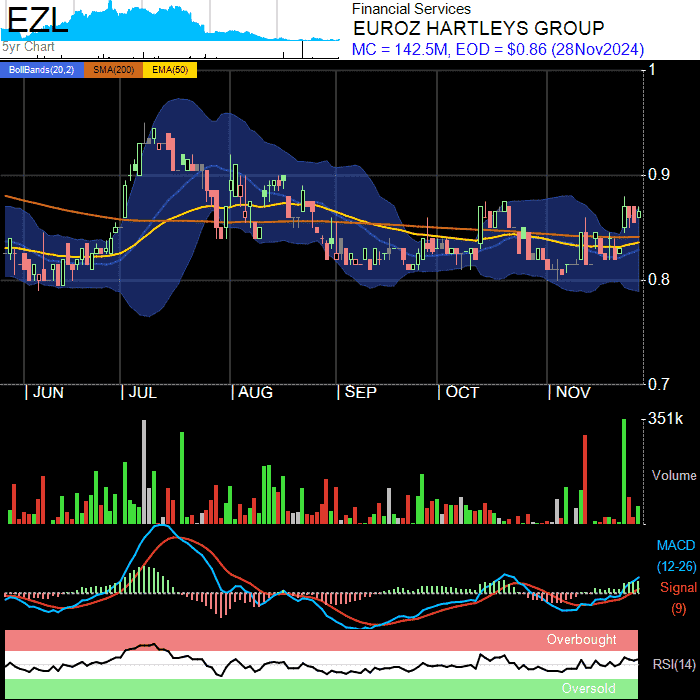 EZL
5yr Chart
Financial Services
EUROZ HARTLEYS GROUP
MC = 142.5M, EOD = $0.86 (28Nov2024)
BollBands(20,2) SMA(200) EMA(50)
1
0.9
0.8
0.7
JUN JUL AUG SEP OCT NOV
351k
Volume
MACD
(12-26)
Signal
(9)
Overbought
RSI(14)
Oversold